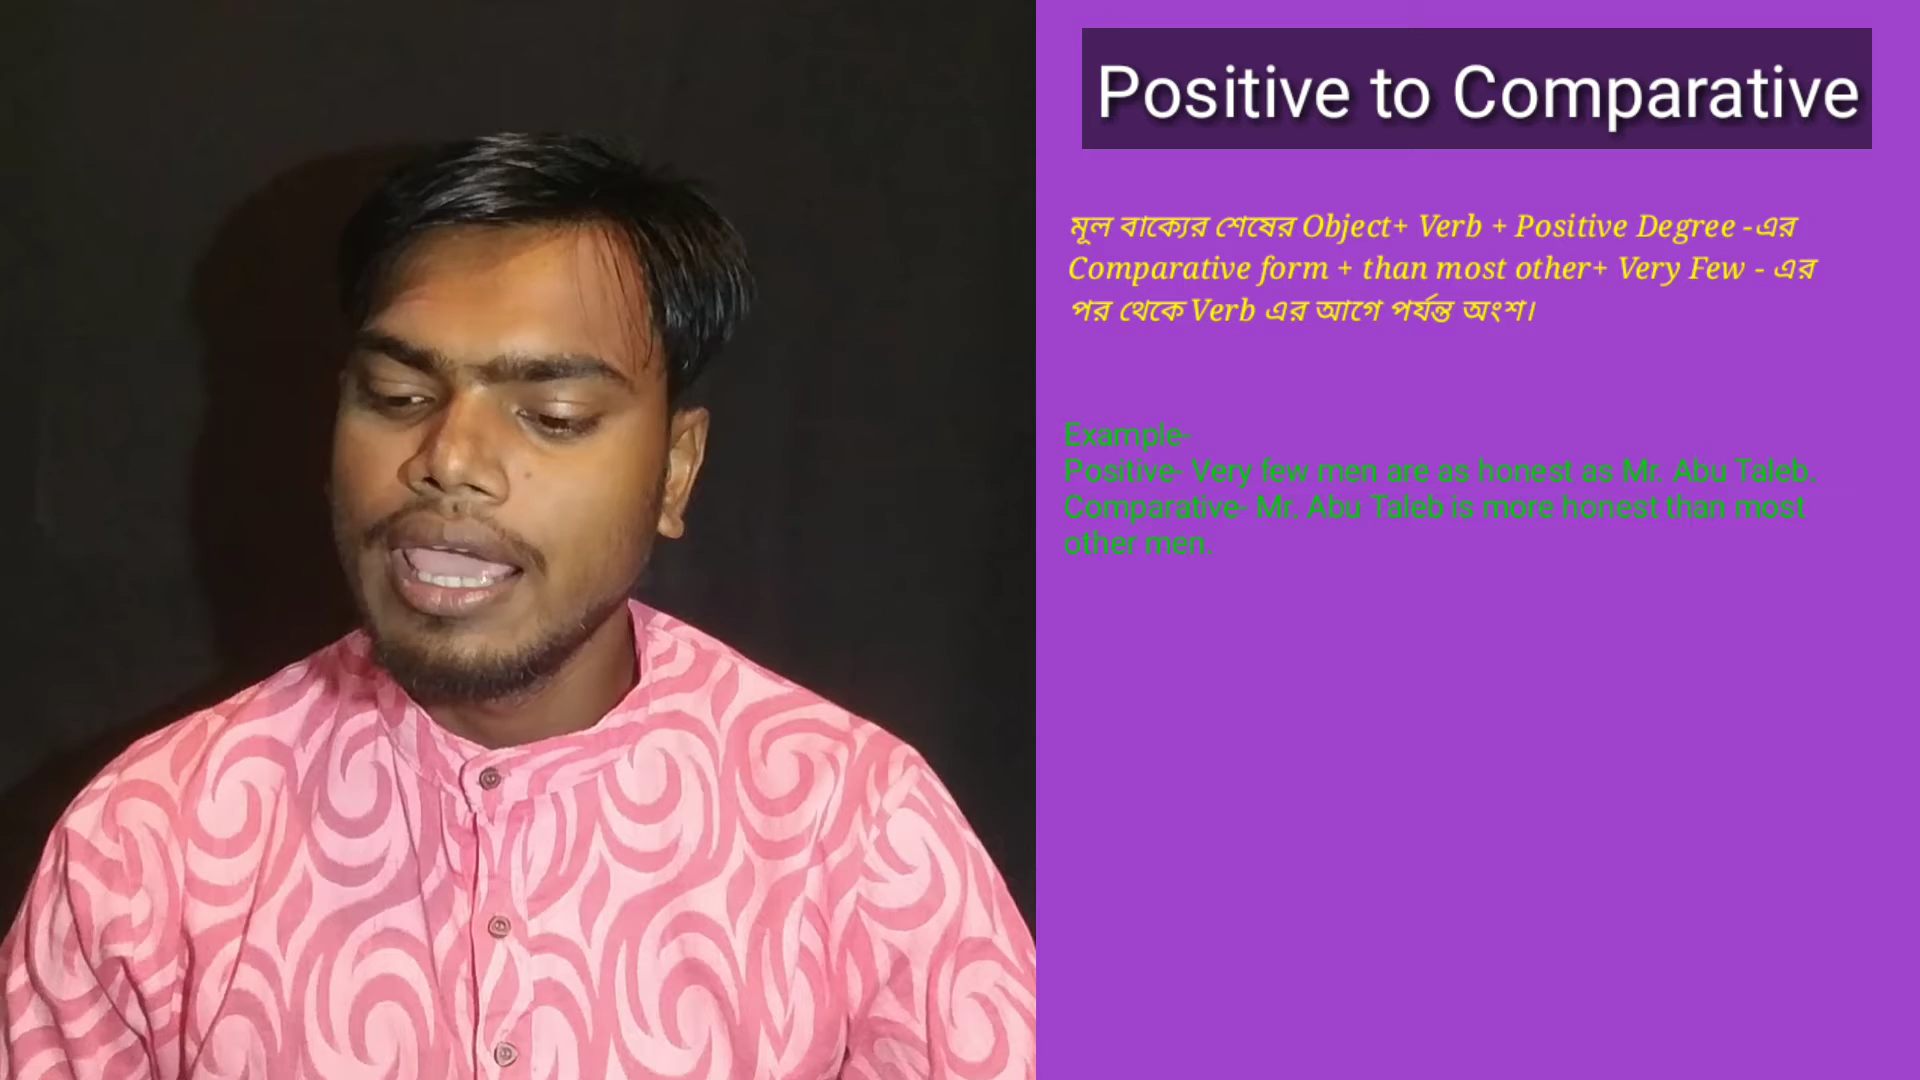 Positive to Comparative
মূল বাক্যের শেষের Object+ Verb + Positive Degree -এর
Comparative form + than most other+ Very Few - এর
পর থেকে Verb এর আগে পর্যন্ত অংশ।
Example-
Positive- Very few men are as honest as Mr. Abu Taleb.
Comparative- Mr. Abu Taleb is more honest than most
other men.